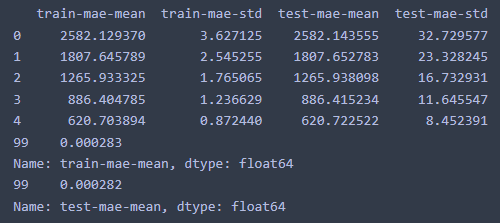 train-mae-mean train-mae-std test-mae-mean test-mae-std
0 2582.129370 3.627125 2582.143555 32.729577
1 1807.645789 2.545255 1807.652783 23.328245
2 1265.933325 1.765065 1265.938098 16.732931
3 886.404785 1.236629 886.415234 11.645547
4 620.703894 0.872440 620.722522 8.452391
99 0.000283
Name: train-mae-mean, dtype: float64
99 0.000282
Name: test-mae-mean, dtype: float64